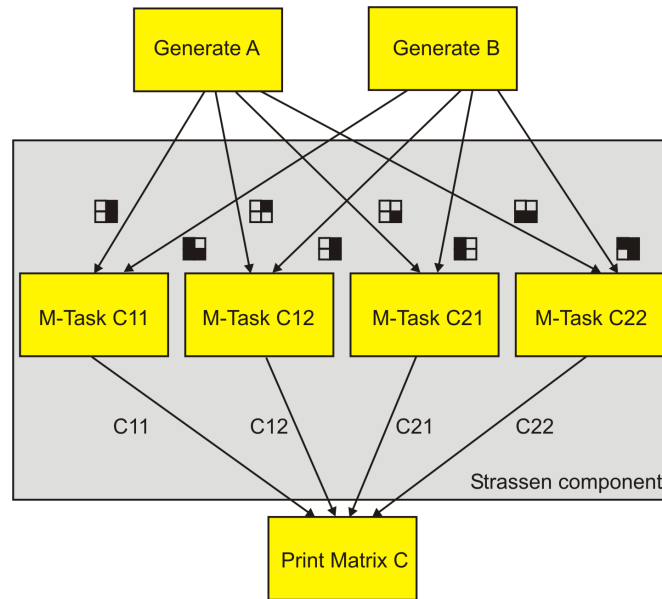 Generate A
Generate B
M-Task C11
M-Task C12
M-Task C21
M-Task C22
C11
C12
C21
C22
Strassen component
Print Matrix C